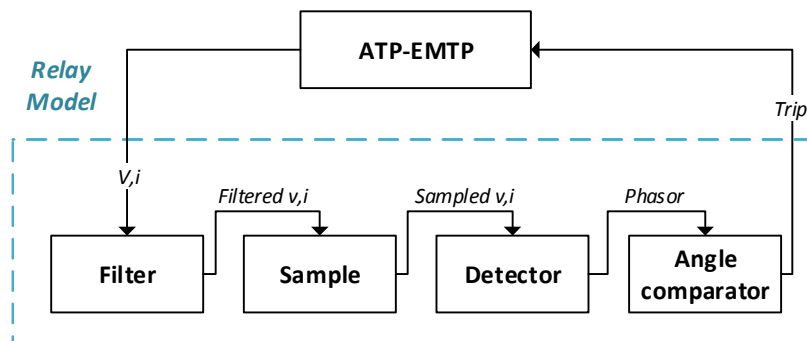 ATP-EMTP
Relay
Model
Trip
V,i
Filtered v,i
Sampled v,i
Phasor
Filter
Sample
Detector
Angle
comparator